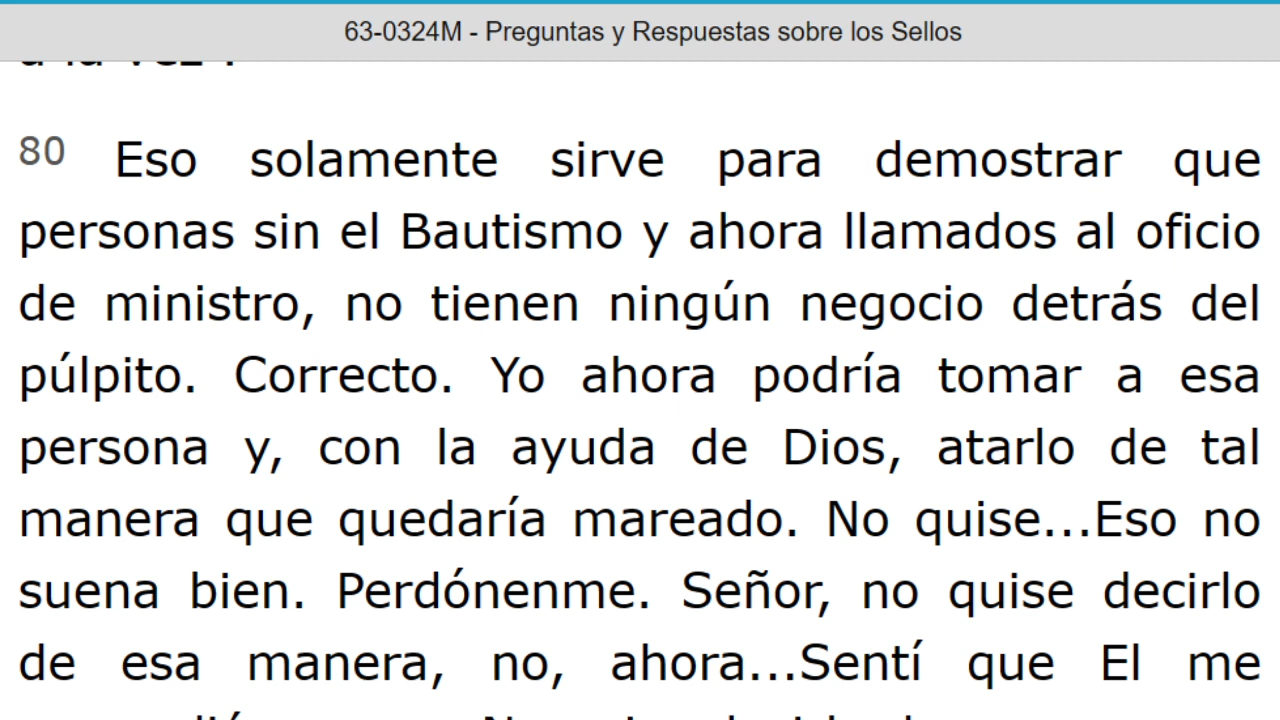 63-0324M - Preguntas y Respuestas sobre los Sellos
80 Eso solamente sirve para demostrar que
personas sin el Bautismo y ahora llamados al oficio
de ministro, no tienen ningún negocio detrás del
púlpito. Correcto. Yo ahora podría tomar a esa
persona y, con la ayuda de Dios, atarlo de tal
manera que quedaría mareado. No quise...Eso no
suena bien. Perdónenme. Señor, no quise decirlo
de esa manera, no, ahora...Sentí que El me